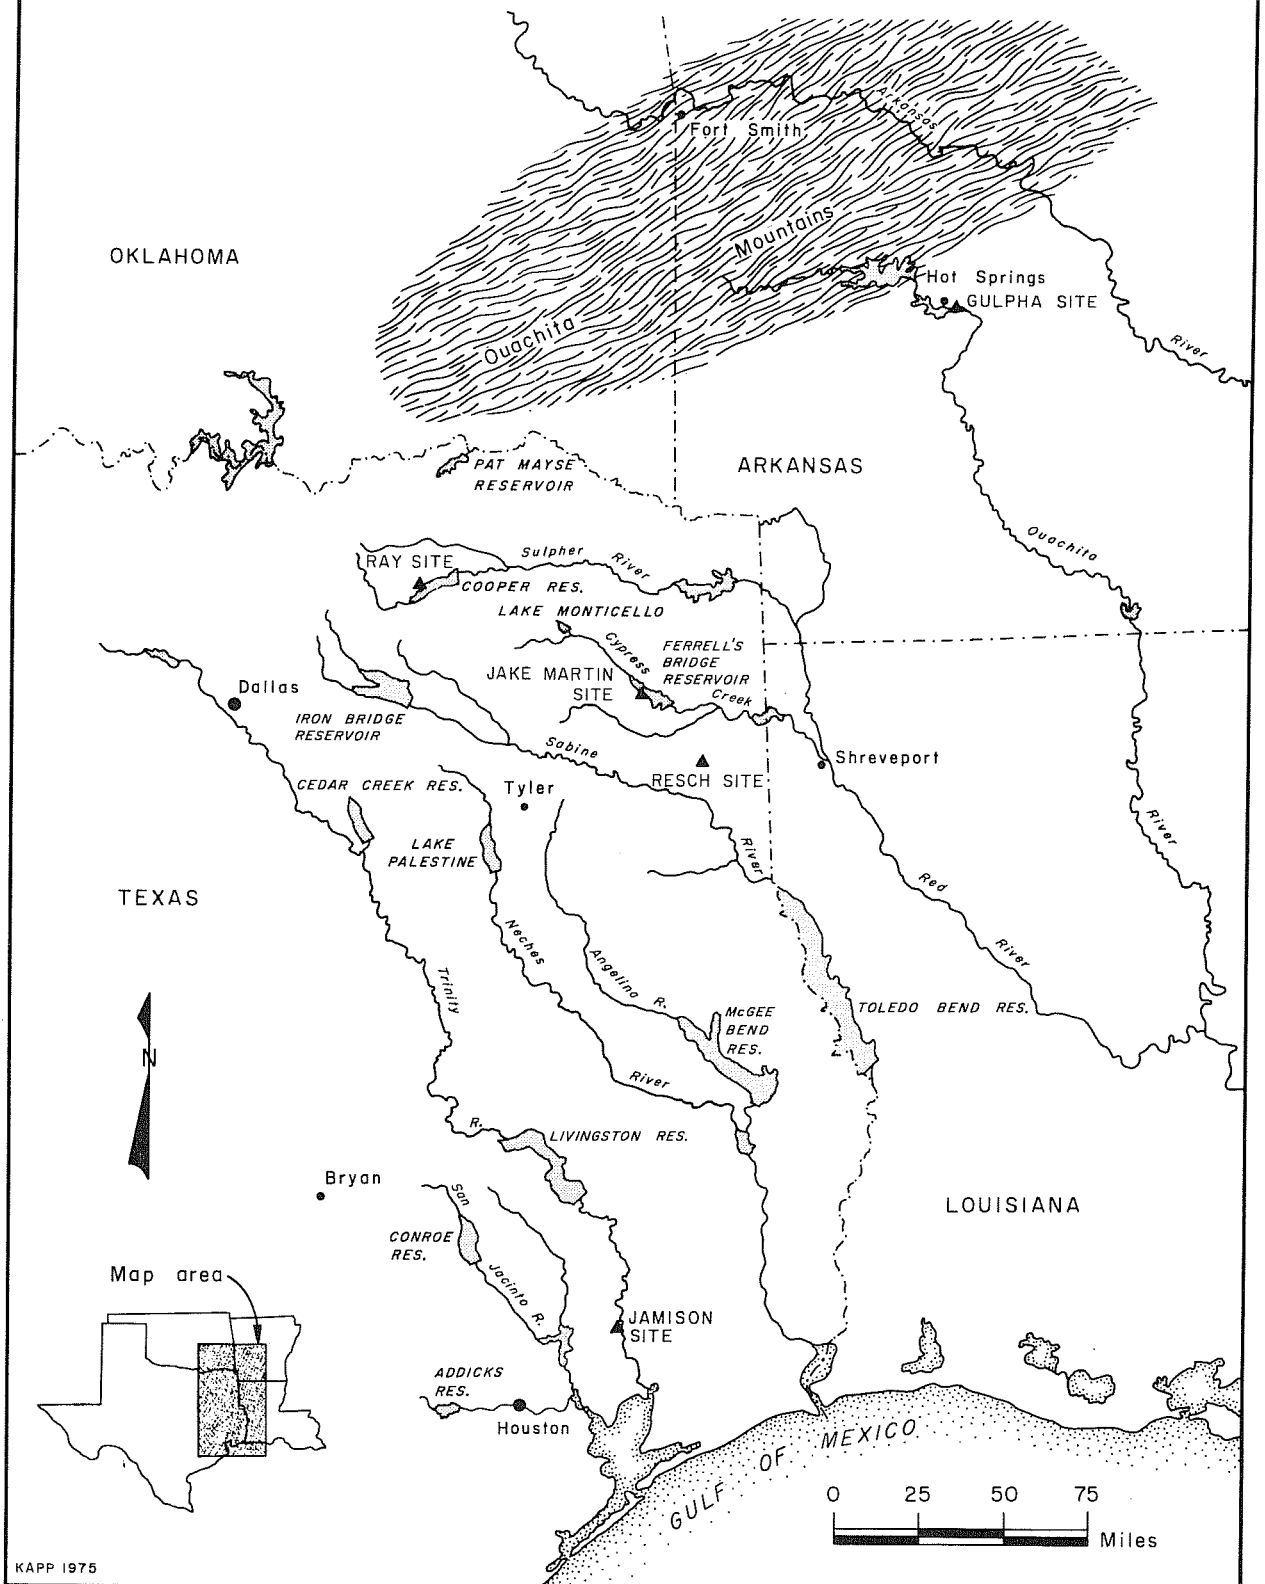 Arkansas
Fort Smith
Mountains
OKLAHOMA
Hot Springs
GULPHA SITE
Ouachita
River
PAT MAYSE
RESERVOIR
ARKANSAS
Ouachita
RAY SITE
Sulpher
River
COOPER RES.
LAKE MONTICELLO
Cypress
FERRELL'S
BRIDGE
RESERVOIR
JAKE MARTIN
SITE
Creek
Dallas
IRON BRIDGE
RESERVOIR
Sabine
Shreveport
RESCH SITE
CEDAR CREEK RES.
Tyler
River
LAKE
PALESTINE
River
TEXAS
Red
Neches
River
Angelina R.
Trinity
TOLEDO BEND RES.
McGEE
BEND
RES.
N
River
R.
LIVINGSTON RES.
Bryan
San
LOUISIANA
CONROE
RES.
Jacinto R.
Map area
JAMISON
SITE
ADDICKS
RES.
Houston
GULF OF MEXICO
0 25 50 75
Miles
KAPP 1975